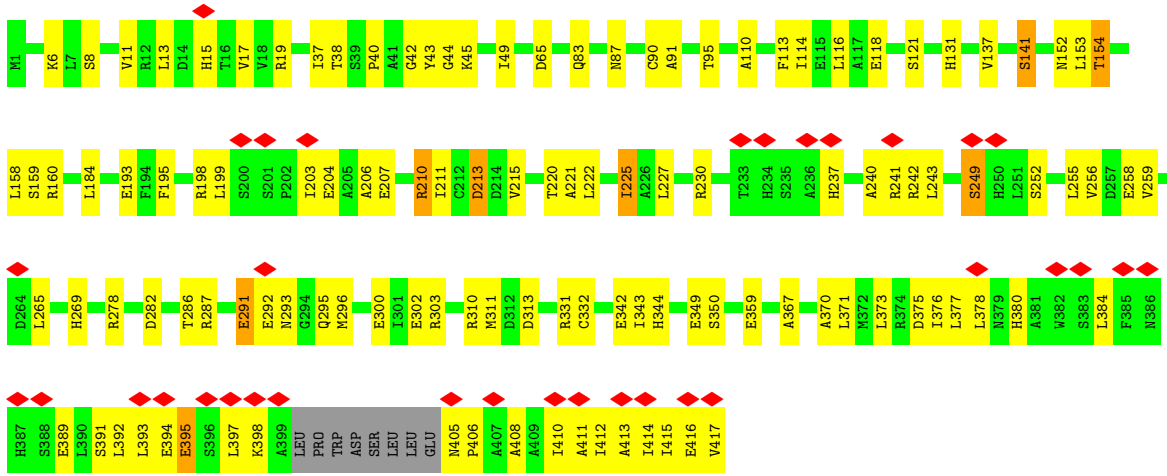 M1 K6 L7 S8 V11 R12 L13 D14 H15 T16 V17 V18 R19 I37 T38 S39 P40 A41 G42 Y43 G44 K45 I49 D65 Q83 N87 C90 A91 T95 A110 F113 I114 E115 L116 A117 E118 S121 H131 V137 S141 N152 L153 T154
L158 S159 R160 L184 E193 F194 F195 R198 L199 S200 S201 P202 I203 E204 A205 A206 E207 R210 I211 C212 D213 D214 V215 T220 A221 L222 I225 A226 L227 R230 T233 H234 S235 A236 H237 A240 R241 R242 L243 S249 H250 L251 S252 L255 V256 D257 E258 V259
D264 L265 H269 R278 D282 T286 R287 E291 E292 N293 G294 Q295 M296 E300 I301 E302 R303 R310 M311 D312 D313 R331 C332 E342 I343 H344 E349 S350 E359 A367 A370 L371 M372 L373 R374 D375 I376 L377 L378 N379 H380 A381 W382 S383 L384 F385 N386
H387 S388 E389 L390 S391 L392 L393 E394 E395 S396 L397 K398 A399 LEU PRO TRP ASP SER LEU LEU GLU N405 P406 A407 A408 A409 I410 A411 I412 A413 I414 I415 E416 V417